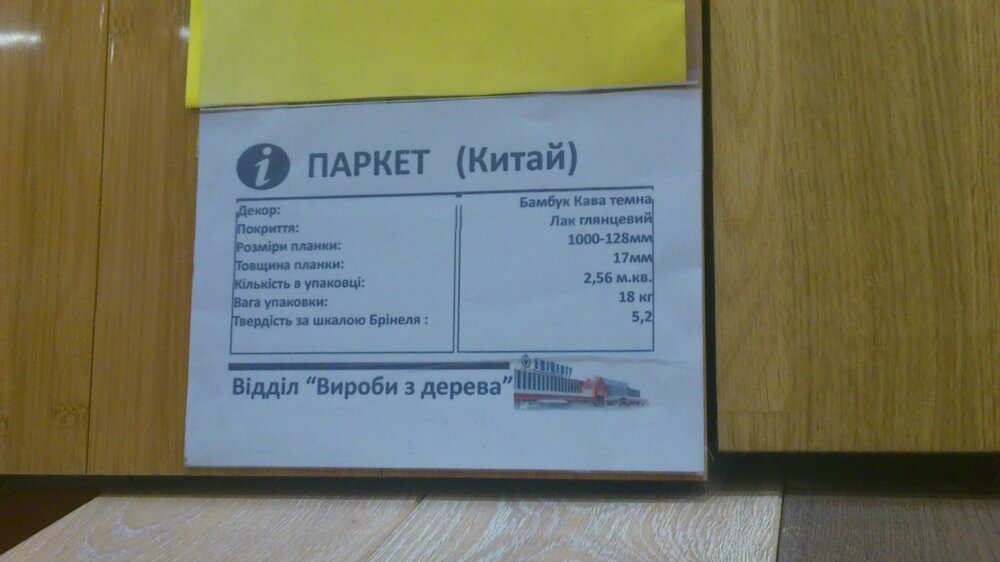 i ПАРКЕТ (Китай)
Декор: Бамбук Кава темна
Покриття: Лак глянцевий
Розміри планки: 1000-128мм
Товщина планки: 17мм
Кількість в упаковці: 2,56 м.кв.
Вага упаковки: 18 кг
Твердість за шкалою Брінеля : 5,2
ЕПІЦЕНТР
Відділ “Вироби з дерева”